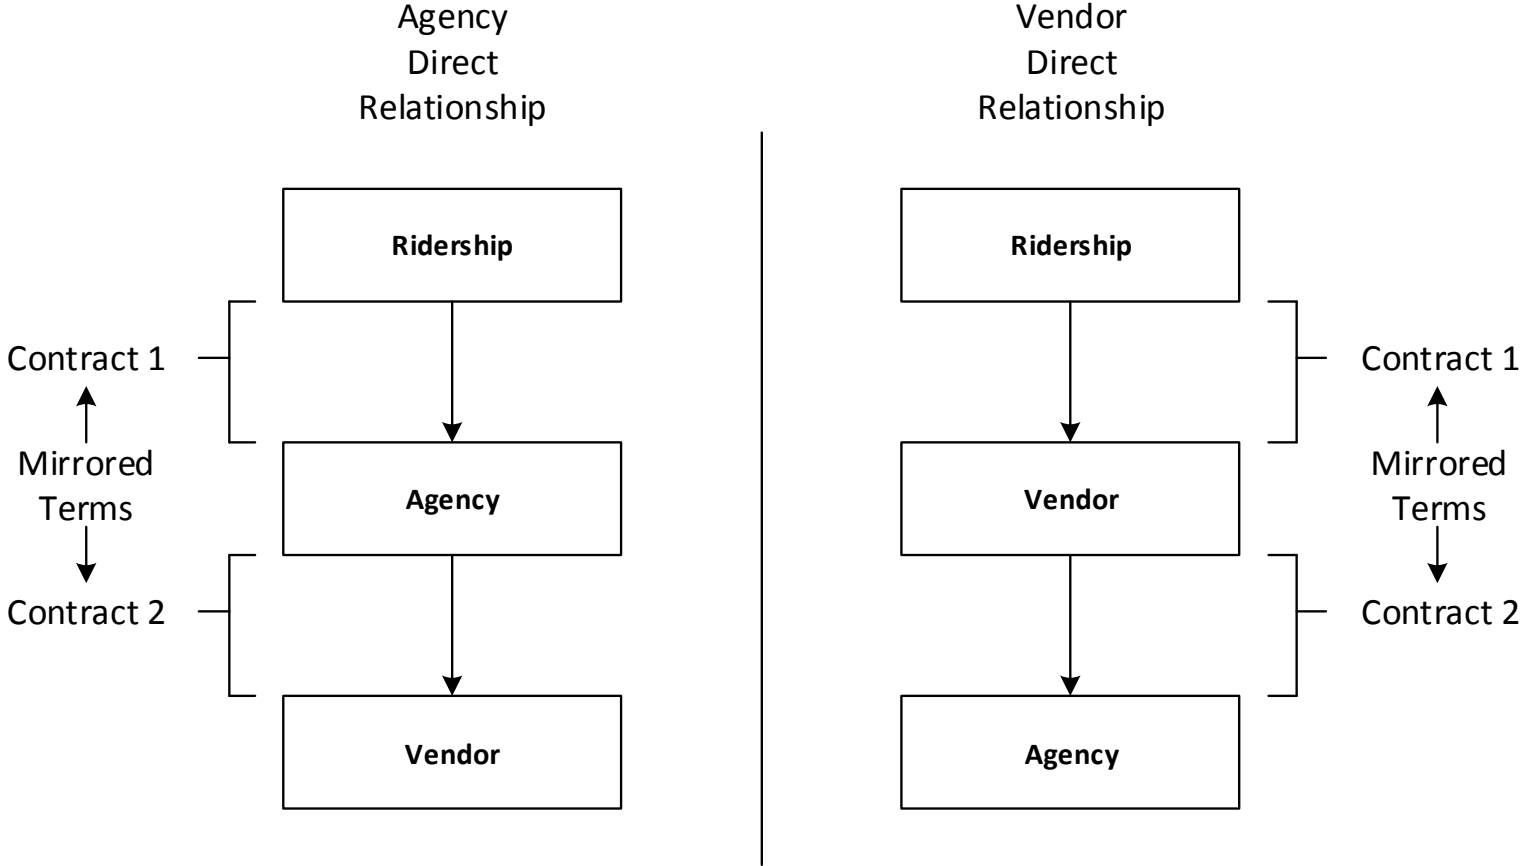 Agency
Direct
Relationship
Ridership
Contract 1
Mirrored
Terms
Agency
Contract 2
Vendor
Vendor
Direct
Relationship
Ridership
Contract 1
Mirrored
Terms
Vendor
Contract 2
Agency